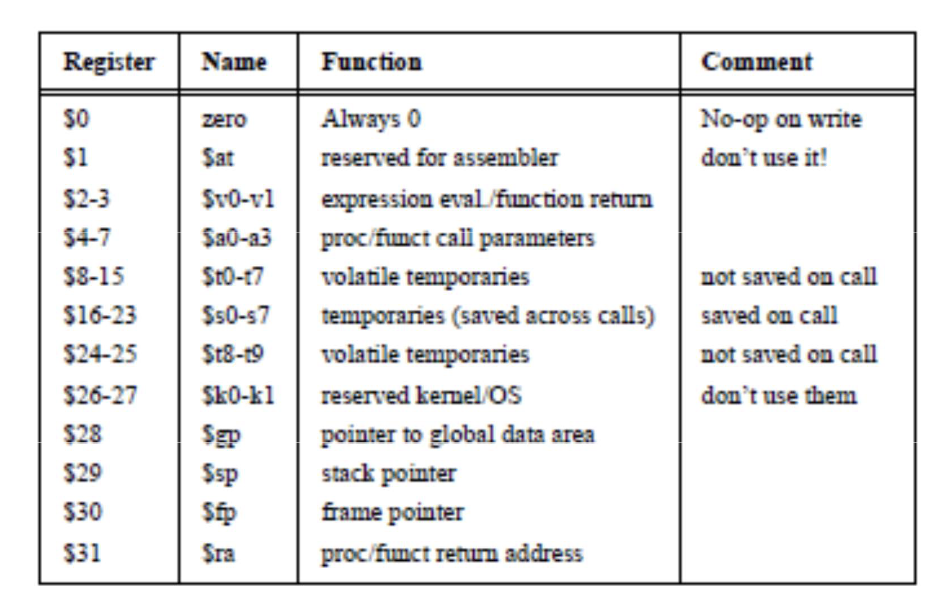 Register Name Function Comment
$0 zero Always 0 No-op on write
$1 $at reserved for assembler don't use it!
$2-3 $v0-v1 expression eval./function return
$4-7 $a0-a3 proc/funct call parameters
$8-15 $t0-t7 volatile temporaries not saved on call
$16-23 $s0-s7 temporaries (saved across calls) saved on call
$24-25 $t8-t9 volatile temporaries not saved on call
$26-27 $k0-k1 reserved kernel/OS don't use them
$28 $gp pointer to global data area
$29 $sp stack pointer
$30 $fp frame pointer
$31 $ra proc/funct return address